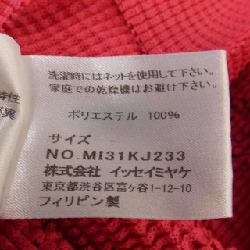 洗濯時にはネットを使用して下さい。
家庭での乾燥機はお避け下さい。
ポリエステル 100%
サイズ
NO.MI31KJ233
株式会社 イッセイミヤケ
東京都渋谷区富ヶ谷1-12-10
フィリピン製